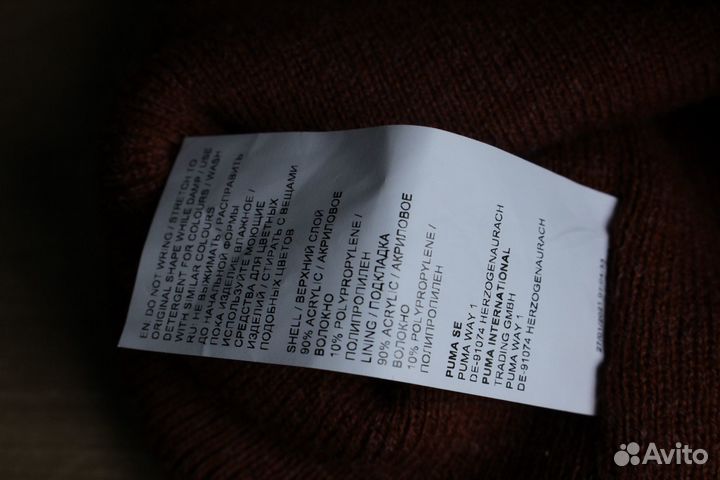 EN: DO NOT WRING / STRETCH TO
ORIGINAL SHAPE WHILE DAMP / USE
DETERGENT FOR COLOURS / WASH
WITH SIMILAR COLOURS
RU: НЕ ВЫЖИМАТЬ / РАСПРАВИТЬ
ДО НАЧАЛЬНОЙ ФОРМЫ
ПОКА ИЗДЕЛИЕ ВЛАЖНОЕ /
ИСПОЛЬЗУЙТЕ МОЮЩИЕ
СРЕДСТВА ДЛЯ ЦВЕТНЫХ
ИЗДЕЛИЙ / СТИРАТЬ С ВЕЩАМИ
ПОДОБНЫХ ЦВЕТОВ
SHELL / ВЕРХНИЙ СЛОЙ
90% ACRYLIC / АКРИЛОВОЕ
ВОЛОКНО
10% POLYPROPYLENE /
ПОЛИПРОПИЛЕН
LINING / ПОДКЛАДКА
90% ACRYLIC / АКРИЛОВОЕ
ВОЛОКНО
10% POLYPROPYLENE /
ПОЛИПРОПИЛЕН
PUMA SE
PUMA WAY 1
DE-91074 HERZOGENAURACH
PUMA INTERNATIONAL
TRADING GMBH
PUMA WAY 1
DE-91074 HERZOGENAURACH
Avito